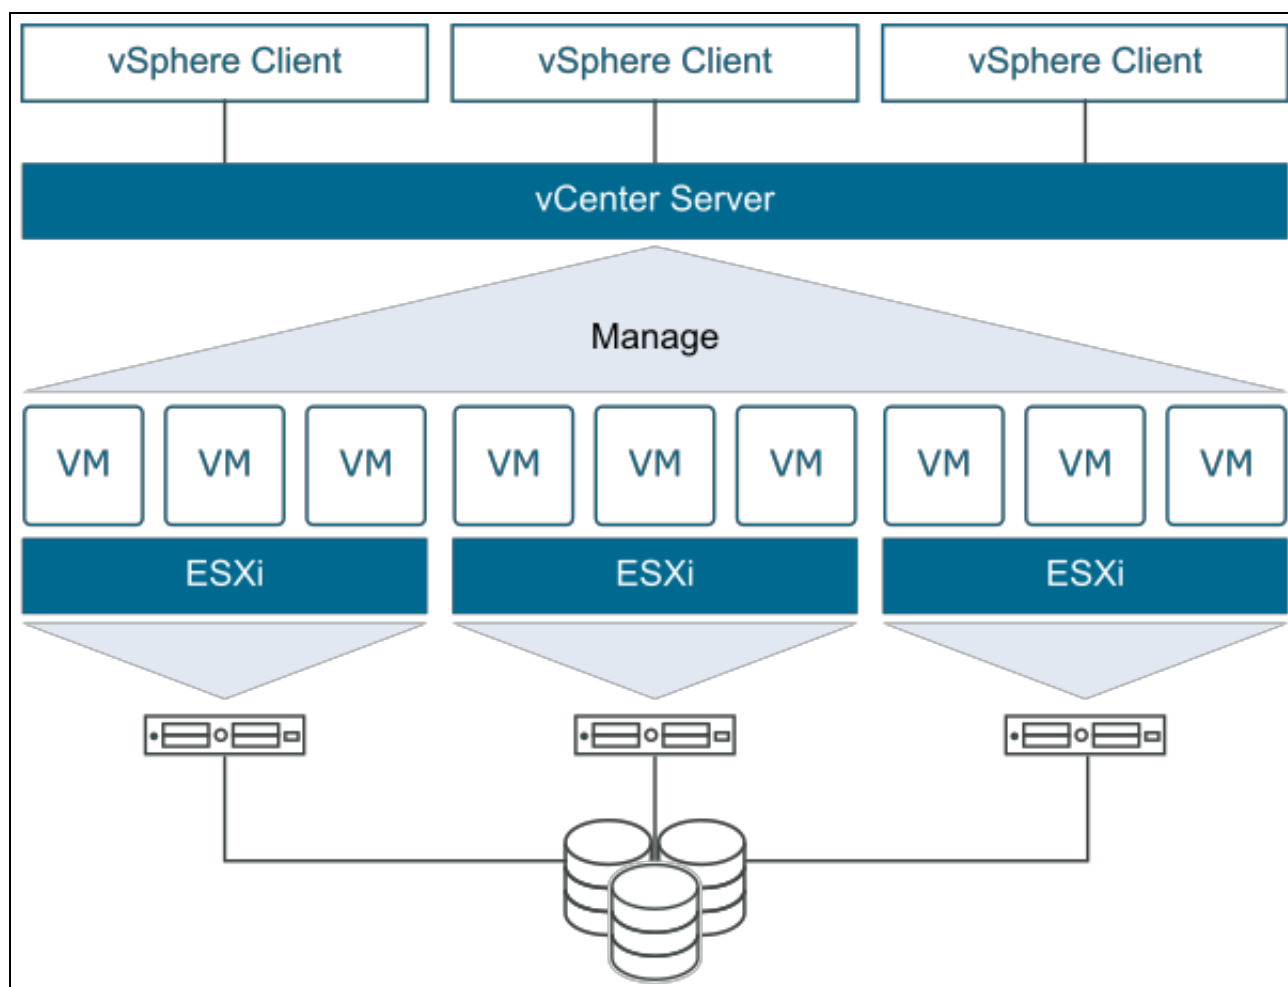 vSphere Client
vSphere Client
vSphere Client
vCenter Server
Manage
VM
VM
VM
VM
VM
VM
VM
VM
VM
ESXi
ESXi
ESXi